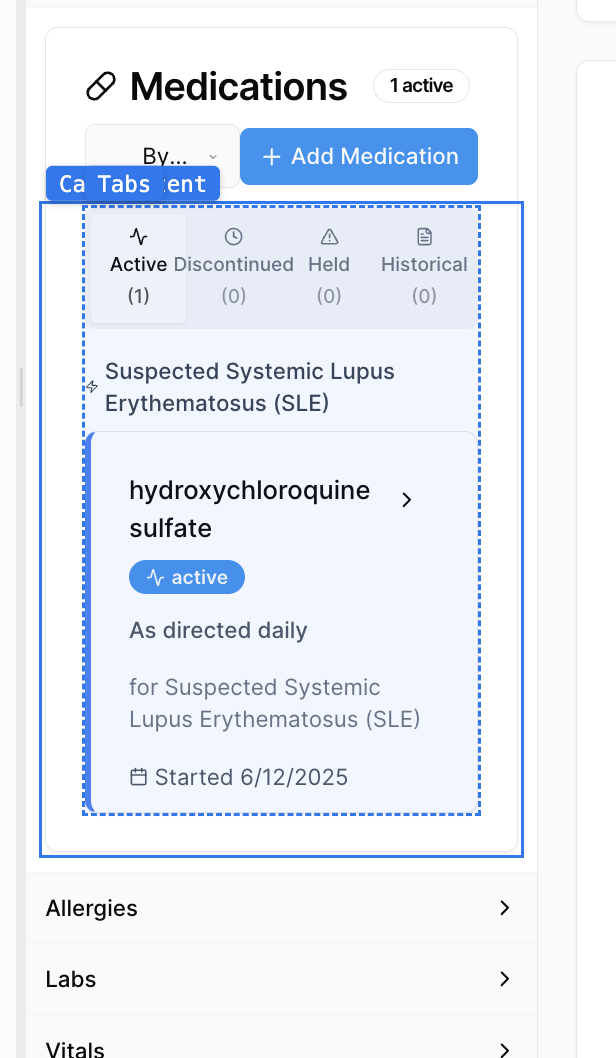 Medications
1 active
By...
+ Add Medication
Ca Tabs :ent
Active
(1)
Discontinued
(0)
Held
(0)
Historical
(0)
Suspected Systemic Lupus
Erythematosus (SLE)
hydroxychloroquine
sulfate
active
As directed daily
for Suspected Systemic
Lupus Erythematosus (SLE)
Started 6/12/2025
Allergies
Labs
Vitals